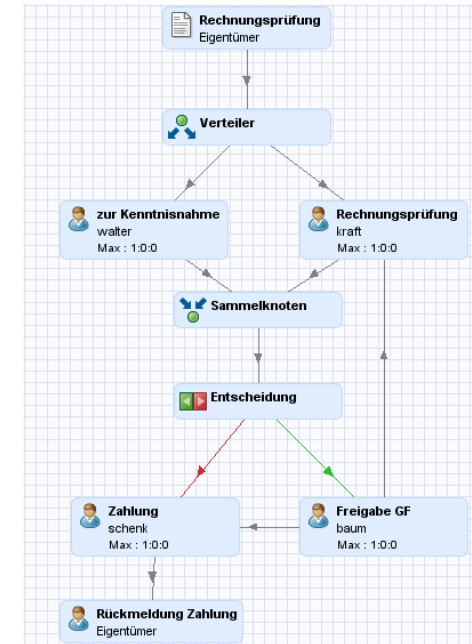 Rechnungsprüfung
Eigentümer
Verteiler
zur Kenntnisnahme
walter
Max : 1:0:0
Rechnungsprüfung
kraft
Max : 1:0:0
Sammelknoten
Entscheidung
Zahlung
schenk
Max : 1:0:0
Freigabe GF
baum
Max : 1:0:0
Rückmeldung Zahlung
Eigentümer